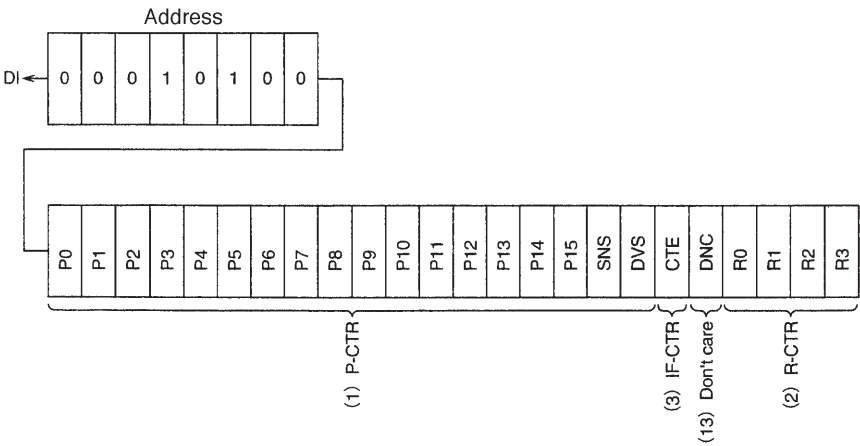 Address
DI 0 0 0 1 0 1 0 0
P0 P1 P2 P3 P4 P5 P6 P7 P8 P9 P10 P11 P12 P13 P14 P15 SNS DVS CTE DNC R0 R1 R2 R3
(1) P-CTR
(3) IF-CTR
(13) Don't care
(2) R-CTR